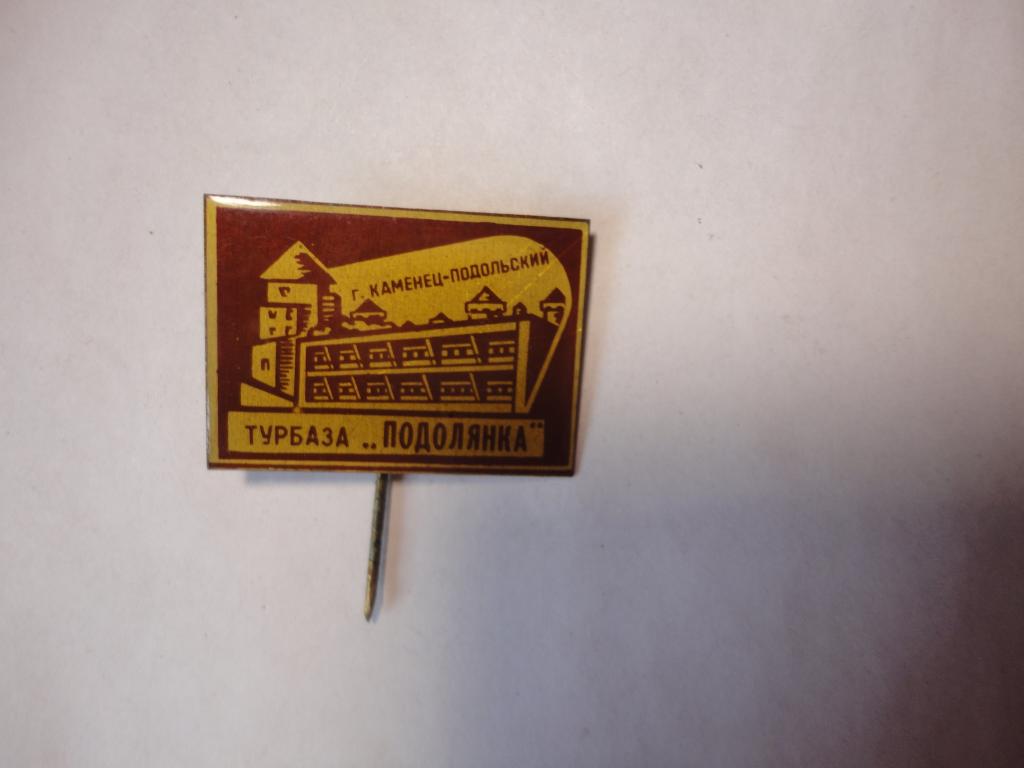 г. КАМЕНЕЦ-ПОДОЛЬСКИЙ
ТУРБАЗА „ПОДОЛЯНКА"